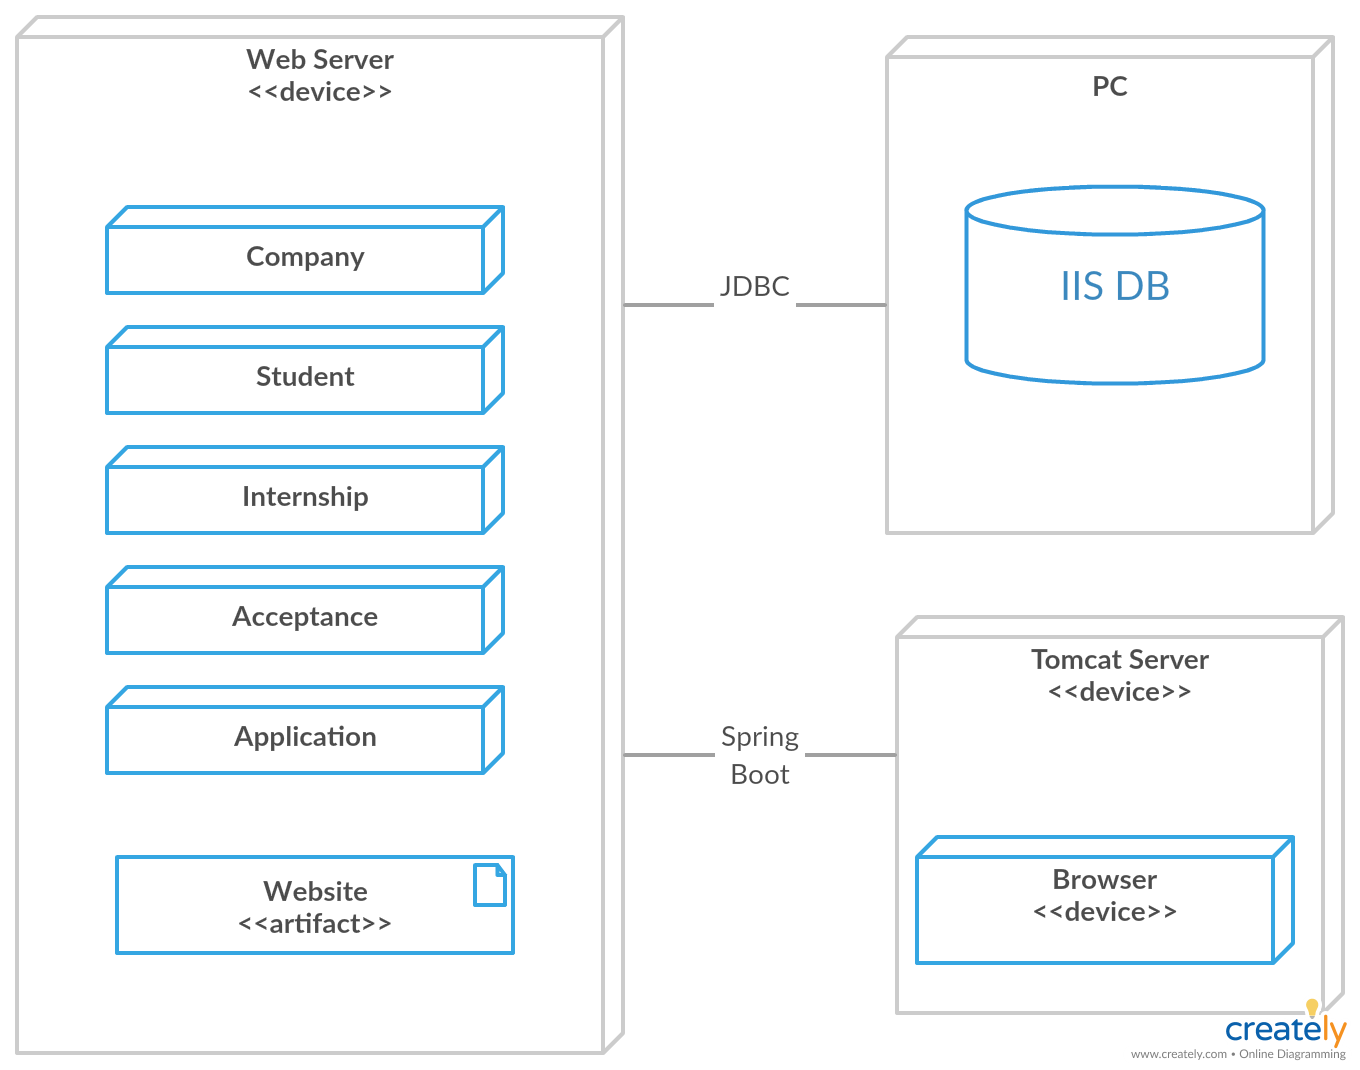 Web Server
<<device>>
Company
Student
Internship
Acceptance
Application
Website
<<artifact>>
JDBC
Spring
Boot
PC
IIS DB
Tomcat Server
<<device>>
Browser
<<device>>
creately
www.creately.com • Online Diagramming